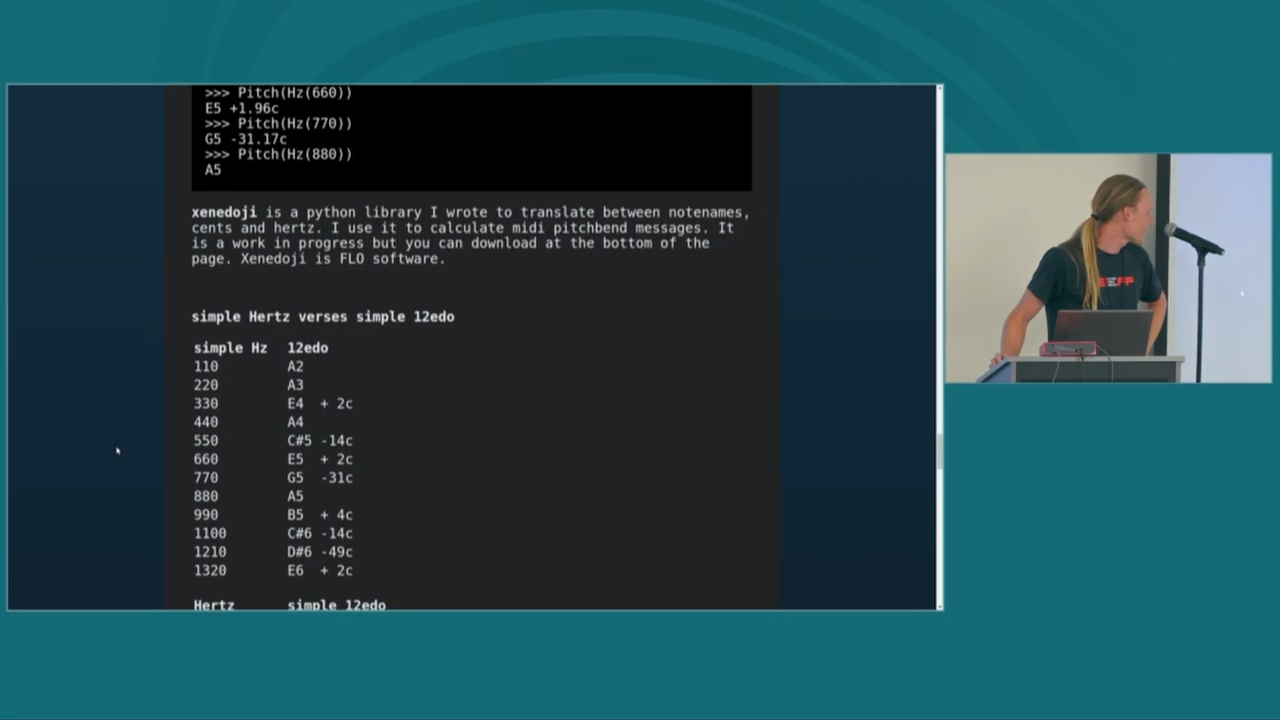 >>> Pitch(Hz(660))
E5 +1.96c
>>> Pitch(Hz(770))
G5 -31.17c
>>> Pitch(Hz(880))
A5
xenedoji is a python library I wrote to translate between notenames,
cents and hertz. I use it to calculate midi pitchbend messages. It
is a work in progress but you can download at the bottom of the
page. Xenedoji is FLO software.
simple Hertz verses simple 12edo
simple Hz 12edo
110 A2
220 A3
330 E4 + 2c
440 A4
550 C#5 -14c
660 E5 + 2c
770 G5 -31c
880 A5
990 B5 + 4c
1100 C#6 -14c
1210 D#6 -49c
1320 E6 + 2c
Hertz simple 12edo